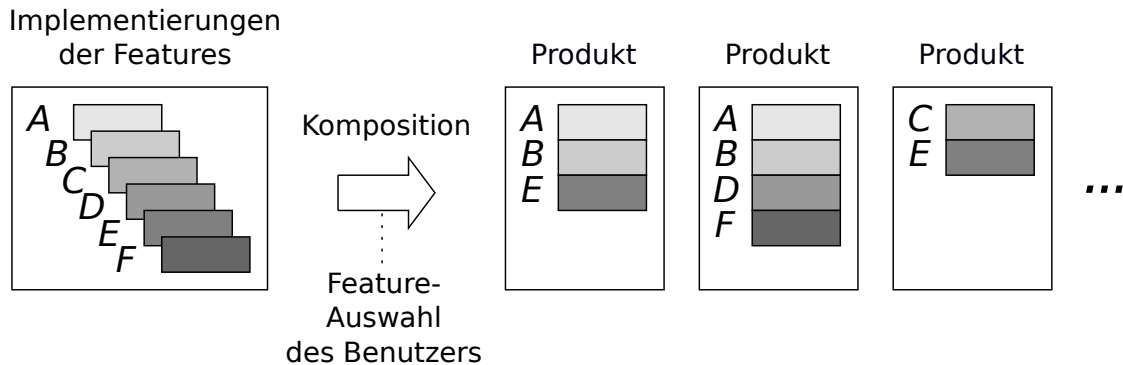 Implementierungen
der Features
A
B
C
D
E
F
Komposition
Feature-
Auswahl
des Benutzers
Produkt
A
B
E
Produkt
A
B
D
F
Produkt
C
E
...